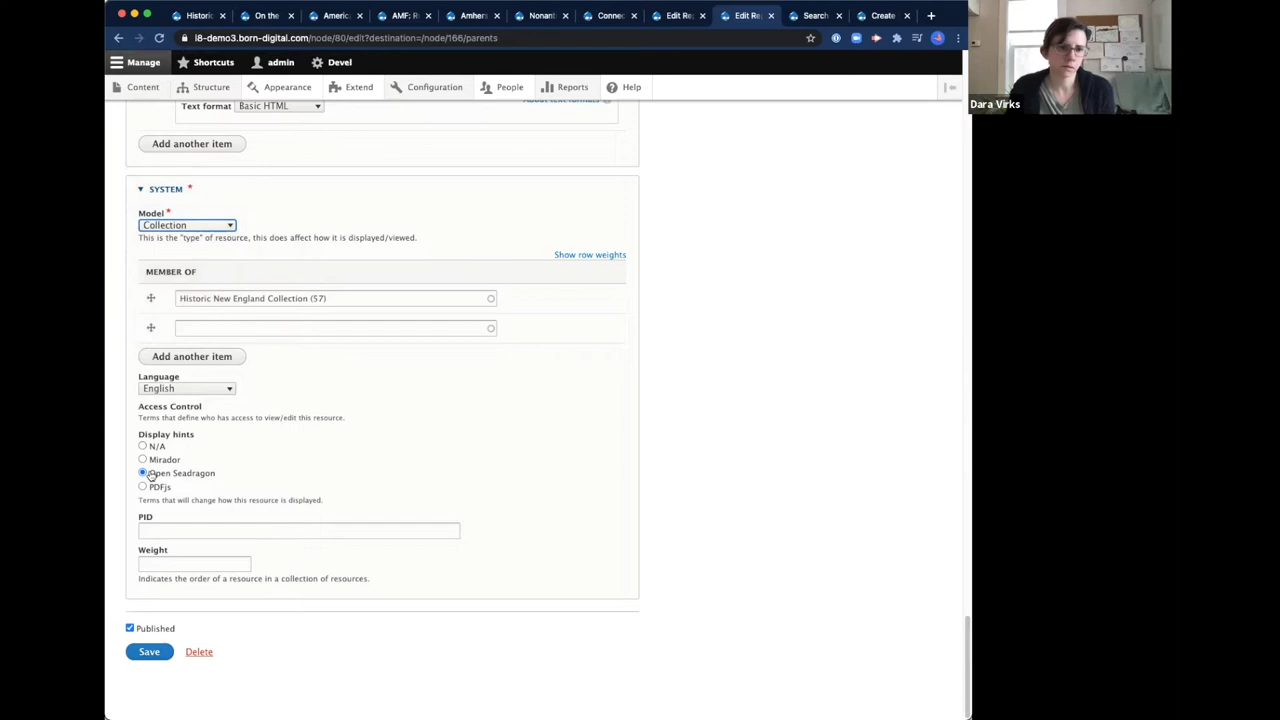 Historic
On the
America
AMF: R
Amhers
Nonant
Connec
Edit Re
Edit Rep
Search
Create
i8-demo3.born-digital.com/node/80/edit?destination=/node/166/parents
Manage Shortcuts admin Devel
Content Structure Appearance Extend Configuration People Reports Help
Dara Virks
Text format Basic HTML About text formats
Add another item
SYSTEM *
Model *
Collection
This is the "type" of resource, this does affect how it is displayed/viewed.
Show row weights
MEMBER OF
Historic New England Collection (57)
Add another item
Language
English
Access Control
Terms that define who has access to view/edit this resource.
Display hints
N/A
Mirador
Open Seadragon
PDFjs
Terms that will change how this resource is displayed.
PID
Weight
Indicates the order of a resource in a collection of resources.
Published
Save Delete